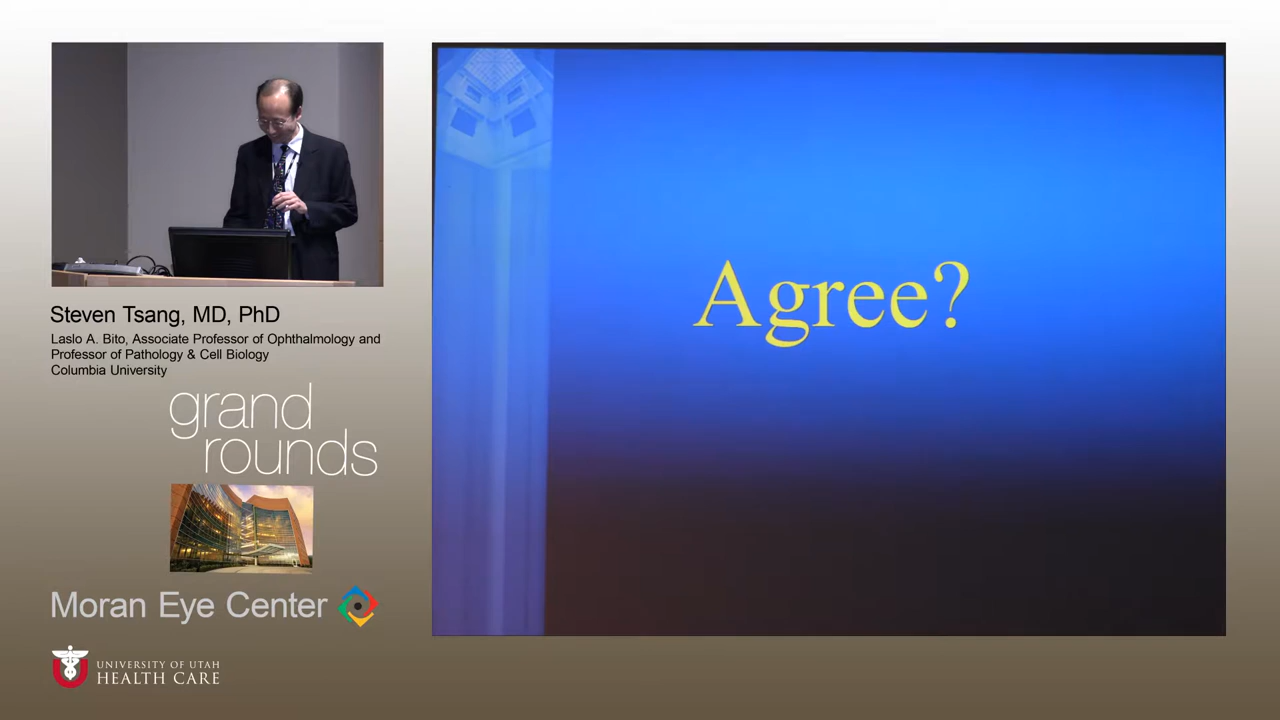 Steven Tsang, MD, PhD
Laslo A. Bito, Associate Professor of Ophthalmology and
Professor of Pathology & Cell Biology
Columbia University
grand
rounds
Moran Eye Center
UNIVERSITY OF UTAH
HEALTH CARE
Agree?